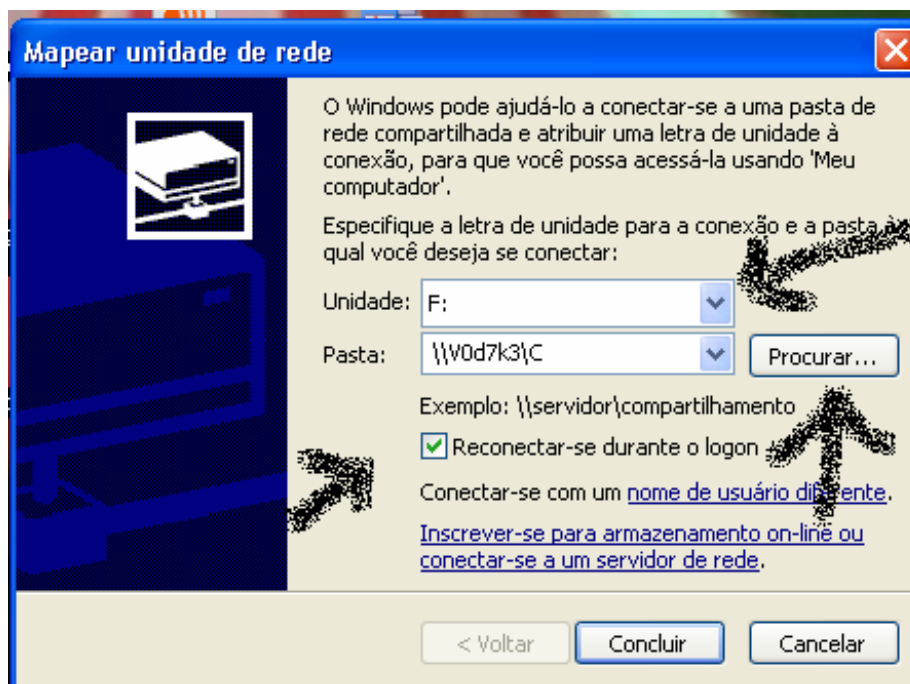 Mapear unidade de rede
O Windows pode ajudá-lo a conectar-se a uma pasta de
rede compartilhada e atribuir uma letra de unidade à
conexão, para que você possa acessá-la usando 'Meu
computador'.
Especifique a letra de unidade para a conexão e a pasta à
qual você deseja se conectar:
Unidade: F:
Pasta: \\V0d7k3\C Procurar...
Exemplo: \\servidor\compartilhamento
Reconectar-se durante o logon
Conectar-se com um nome de usuário diferente.
Inscrever-se para armazenamento on-line ou
conectar-se a um servidor de rede.
< Voltar Concluir Cancelar